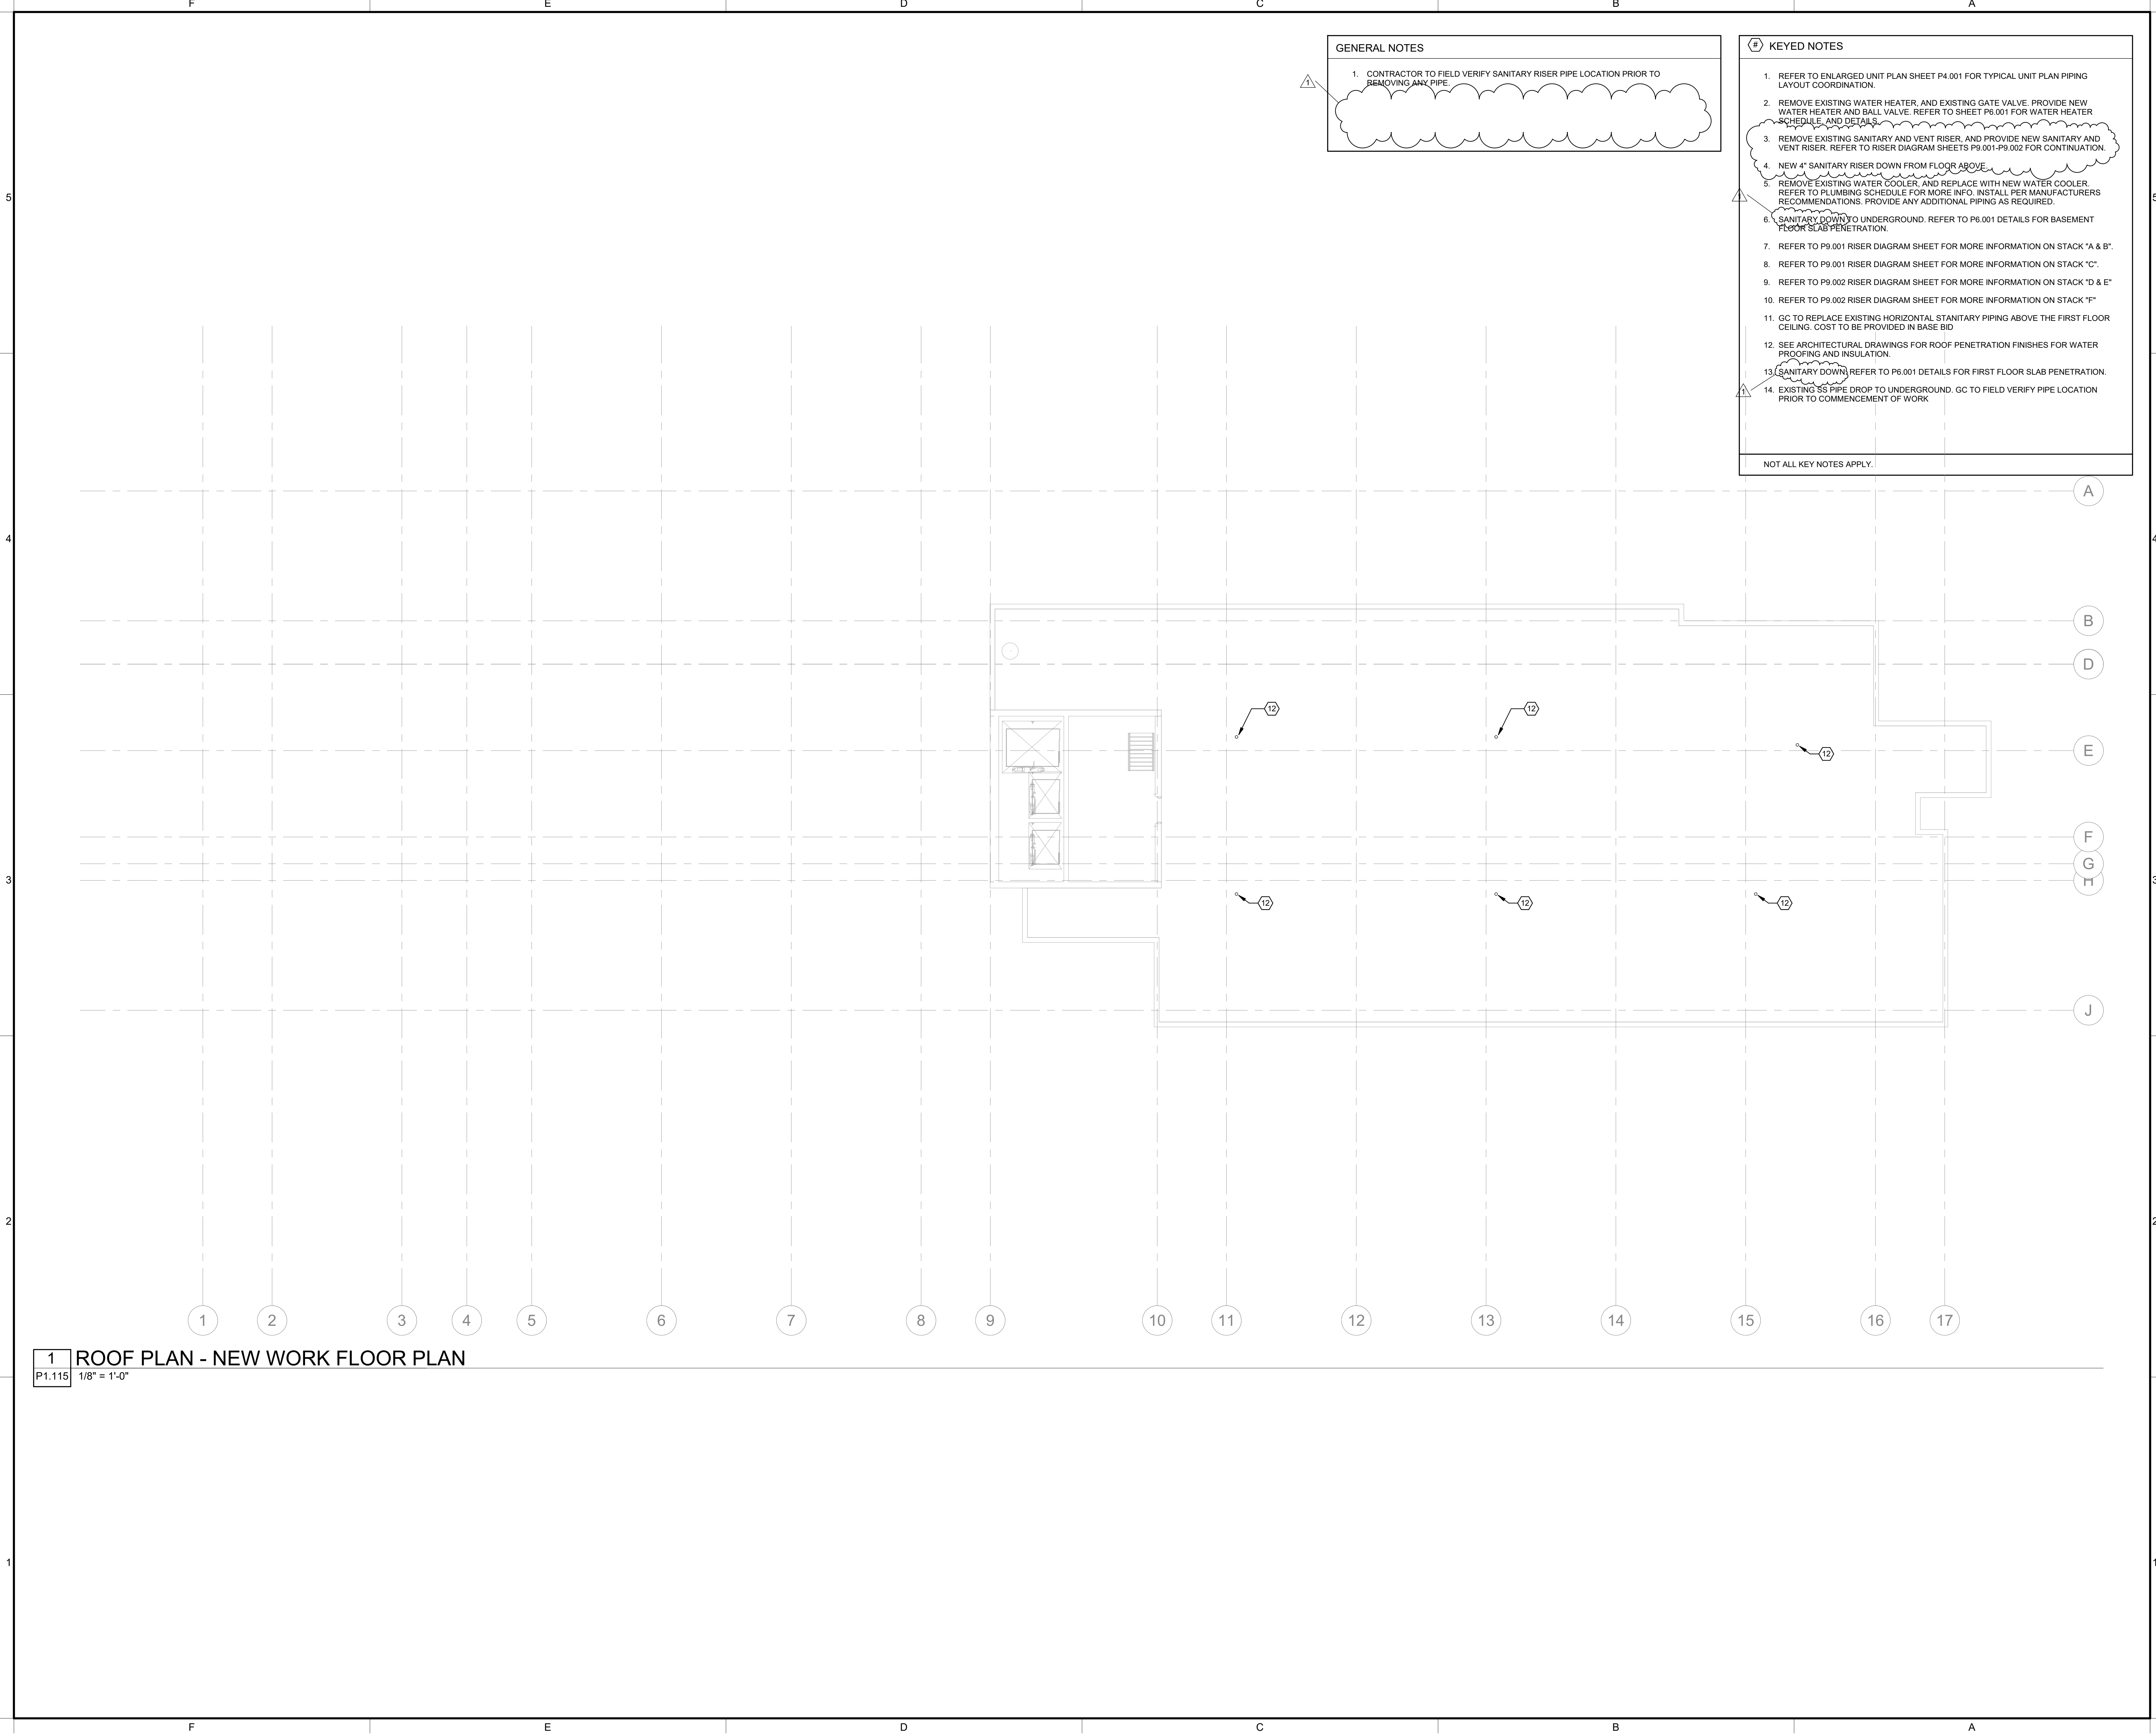 F E D C B A
GENERAL NOTES
1. CONTRACTOR TO FIELD VERIFY SANITARY RISER PIPE LOCATION PRIOR TO
REMOVING ANY PIPE.
1
# KEYED NOTES
1. REFER TO ENLARGED UNIT PLAN SHEET P4.001 FOR TYPICAL UNIT PLAN PIPING
LAYOUT COORDINATION.
2. REMOVE EXISTING WATER HEATER, AND EXISTING GATE VALVE. PROVIDE NEW
WATER HEATER AND BALL VALVE. REFER TO SHEET P6.001 FOR WATER HEATER
SCHEDULE, AND DETAILS.
3. REMOVE EXISTING SANITARY AND VENT RISER, AND PROVIDE NEW SANITARY AND
VENT RISER. REFER TO RISER DIAGRAM SHEETS P9.001-P9.002 FOR CONTINUATION.
4. NEW 4" SANITARY RISER DOWN FROM FLOOR ABOVE.
5. REMOVE EXISTING WATER COOLER, AND REPLACE WITH NEW WATER COOLER.
REFER TO PLUMBING SCHEDULE FOR MORE INFO. INSTALL PER MANUFACTURERS
RECOMMENDATIONS. PROVIDE ANY ADDITIONAL PIPING AS REQUIRED.
1
6. SANITARY DOWN TO UNDERGROUND. REFER TO P6.001 DETAILS FOR BASEMENT
FLOOR SLAB PENETRATION.
7. REFER TO P9.001 RISER DIAGRAM SHEET FOR MORE INFORMATION ON STACK "A & B".
8. REFER TO P9.001 RISER DIAGRAM SHEET FOR MORE INFORMATION ON STACK "C".
9. REFER TO P9.002 RISER DIAGRAM SHEET FOR MORE INFORMATION ON STACK "D & E"
10. REFER TO P9.002 RISER DIAGRAM SHEET FOR MORE INFORMATION ON STACK "F"
11. GC TO REPLACE EXISTING HORIZONTAL STANITARY PIPING ABOVE THE FIRST FLOOR
CEILING. COST TO BE PROVIDED IN BASE BID
12. SEE ARCHITECTURAL DRAWINGS FOR ROOF PENETRATION FINISHES FOR WATER
PROOFING AND INSULATION.
13. SANITARY DOWN. REFER TO P6.001 DETAILS FOR FIRST FLOOR SLAB PENETRATION.
1
14. EXISTING SS PIPE DROP TO UNDERGROUND. GC TO FIELD VERIFY PIPE LOCATION
PRIOR TO COMMENCEMENT OF WORK
NOT ALL KEY NOTES APPLY.
5 5
A
4 4
B
D
12 12
E
12
F
G
H
3 3
12 12 12
J
2 2
1 2 3 4 5 6 7 8 9 10 11 12 13 14 15 16 17
1 ROOF PLAN - NEW WORK FLOOR PLAN
P1.115 1/8" = 1'-0"
1 1
F E D C B A